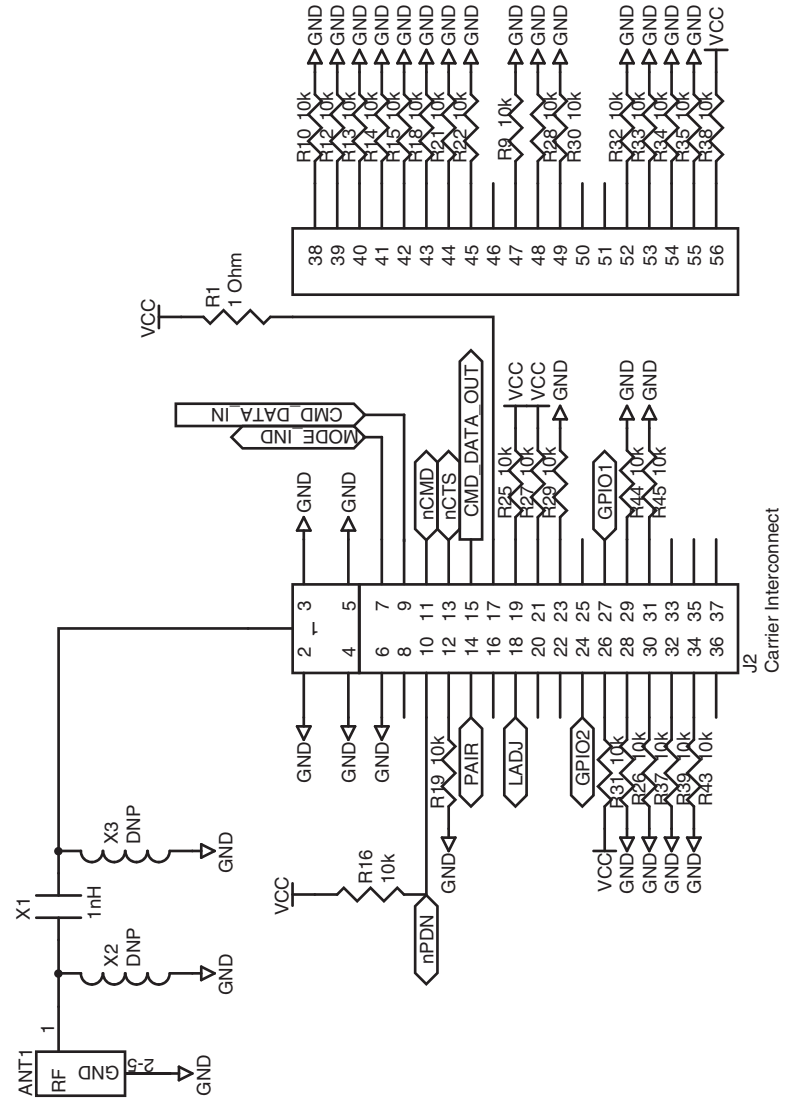 ANT1
RF
GND
1
2-5
GND
X2
DNP
GND
X1
1nH
X3
DNP
GND
VCC
R16
10k
nPDN
GND
GND
GND
GND
R19 10k
PAIR
LADJ
GPIO2
VCC
R31 10k
GND
R26 10k
GND
R37 10k
GND
R39 10k
GND
R43 10k
1
2 3
4 5
6 7
8 9
10 11
12 13
14 15
16 17
18 19
20 21
22 23
24 25
26 27
28 29
30 31
32 33
34 35
36 37
J2
Carrier Interconnect
GND
GND
MODE_IND
CMD_DATA_IN
nCMD
nCTS
CMD_DATA_OUT
VCC
R1
1 Ohm
R25 10k VCC
R27 10k VCC
R29 10k GND
GPIO1
R44 10k GND
R45 10k GND
38 R10 10k GND
39 R12 10k GND
40 R13 10k GND
41 R14 10k GND
42 R15 10k GND
43 R18 10k GND
44 R21 10k GND
45 R22 10k GND
46
47 R9 10k GND
48 R28 10k GND
49 R30 10k GND
50
51
52 R32 10k GND
53 R33 10k GND
54 R34 10k GND
55 R35 10k GND
56 R38 10k VCC